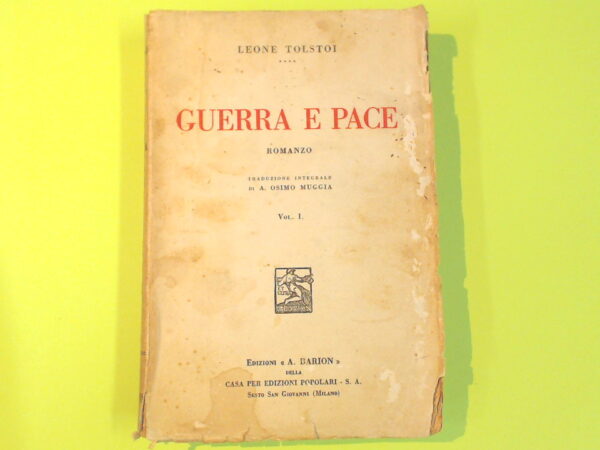 LEONE TOLSTOI
GUERRA E PACE
ROMANZO
TRADUZIONE INTEGRALE
DI A. OSIMO MUGGIA
VOL. I.
EDIZIONI « A. BARION »
DELLA
CASA PER EDIZIONI POPOLARI - S. A.
SESTO SAN GIOVANNI (MILANO)